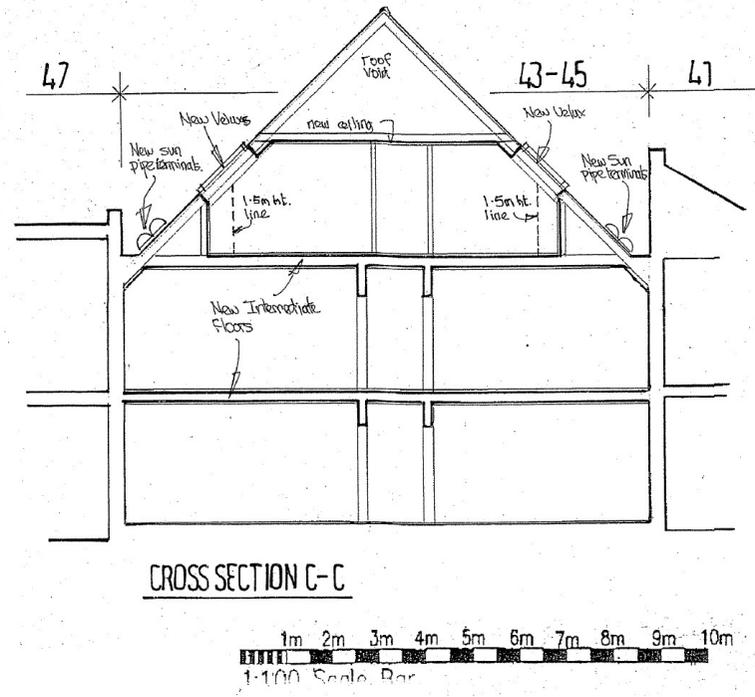 47
43-45
41
roof
void
New Velux
new ceiling
New Velux
New sun
pipe terminals.
New Sun
pipe terminals
1.5m ht.
line
1.5m ht.
line
New Intermediate
Floors
CROSS SECTION C-C
1m 2m 3m 4m 5m 6m 7m 8m 9m 10m
1:100 Scale Bar